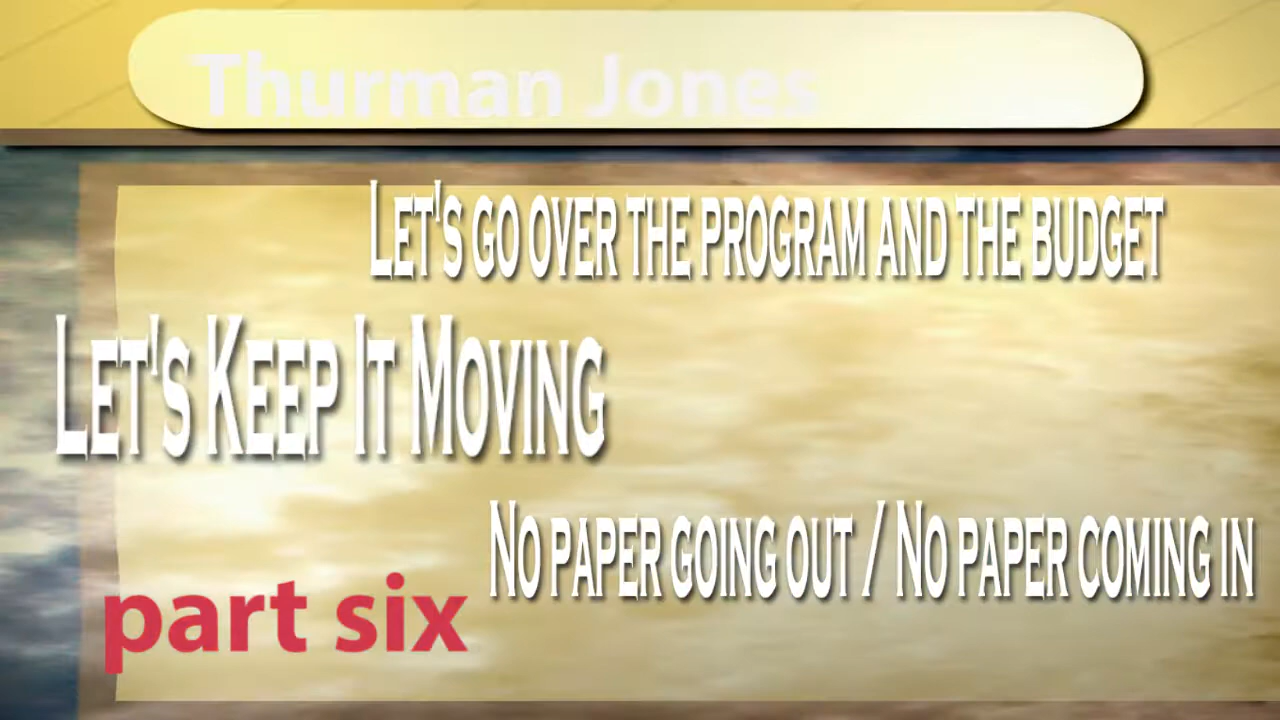 Thurman Jones
Let's go over the program and the budget
Let's Keep It Moving
No paper going out / No paper coming in
part six